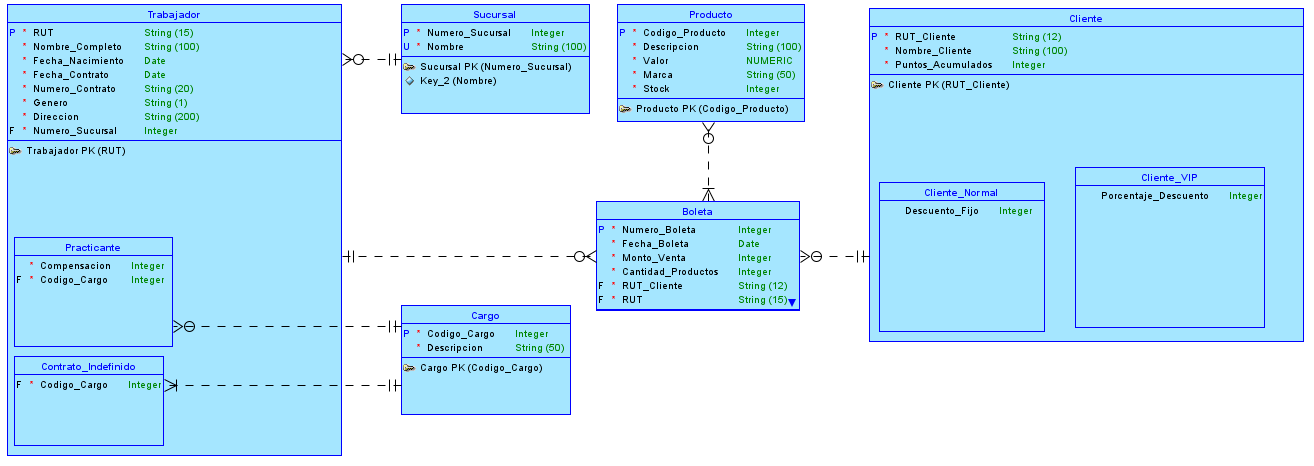 Trabajador
P * RUT String (15)
* Nombre_Completo String (100)
* Fecha_Nacimiento Date
* Fecha_Contrato Date
* Numero_Contrato String (20)
* Genero String (1)
* Direccion String (200)
F * Numero_Sucursal Integer
Trabajador PK (RUT)
Practicante
* Compensacion Integer
F * Codigo_Cargo Integer
Contrato_Indefinido
F * Codigo_Cargo Integer
Sucursal
P * Numero_Sucursal Integer
U * Nombre String (100)
Sucursal PK (Numero_Sucursal)
Key_2 (Nombre)
Producto
P * Codigo_Producto Integer
* Descripcion String (100)
* Valor NUMERIC
* Marca String (50)
* Stock Integer
Producto PK (Codigo_Producto)
Boleta
P * Numero_Boleta Integer
* Fecha_Boleta Date
* Monto_Venta Integer
* Cantidad_Productos Integer
F * RUT_Cliente String (12)
F * RUT String (15)
Cargo
P * Codigo_Cargo Integer
* Descripcion String (50)
Cargo PK (Codigo_Cargo)
Cliente
P * RUT_Cliente String (12)
* Nombre_Cliente String (100)
* Puntos_Acumulados Integer
Cliente PK (RUT_Cliente)
Cliente_Normal
Descuento_Fijo Integer
Cliente_VIP
Porcentaje_Descuento Integer